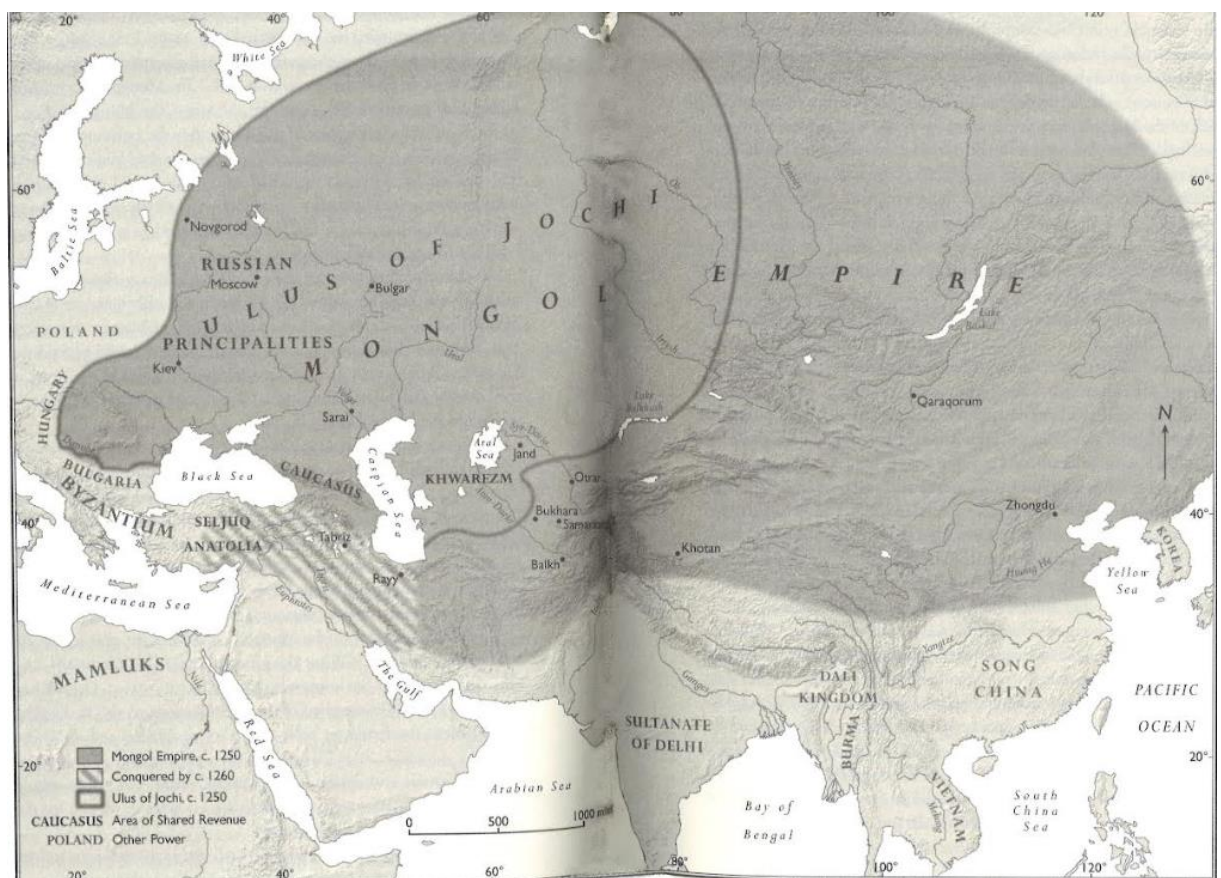 20°
40°
60°
80°
100°
120°
White Sea
60°
60°
Baltic Sea
Novgorod
RUSSIAN
Moscow
Bulgar
ULUS OF JOCHI
MONGOL EMPIRE
Ob
Yenisey
Irtysh
Lake
Baikal
POLAND
PRINCIPALITIES
Kiev
Ural
Volga
Sarai
HUNGARY
Lake
Balkhash
Qaraqorum
N
Aral
Sea
Syr-Darya
Jand
Otrar
Black Sea
CAUCASUS
Caspian Sea
KHWAREZM
Amu Darya
BULGARIA
BYZANTIUM
Bukhara
Samarkand
Zhongdu
40°
40°
SELJUQ
ANATOLIA
Tabriz
Rayy
Balkh
Khotan
Huang He
KOREA
Yellow
Sea
Tigris
Euphrates
Mediterranean Sea
MAMLUKS
Nile
The Gulf
Red Sea
Ganges
Yangtze
DALI
KINGDOM
SONG
CHINA
PACIFIC
OCEAN
SULTANATE
OF DELHI
BURMA
VIETNAM
Mekong
20°
20°
Arabian Sea
Bay of
Bengal
South
China
Sea
Mongol Empire, c. 1250
Conquered by c. 1260
Ulus of Jochi, c. 1250
CAUCASUS Area of Shared Revenue
POLAND Other Power
0 500 1000 miles
20°
40°
60°
80°
100°
120°